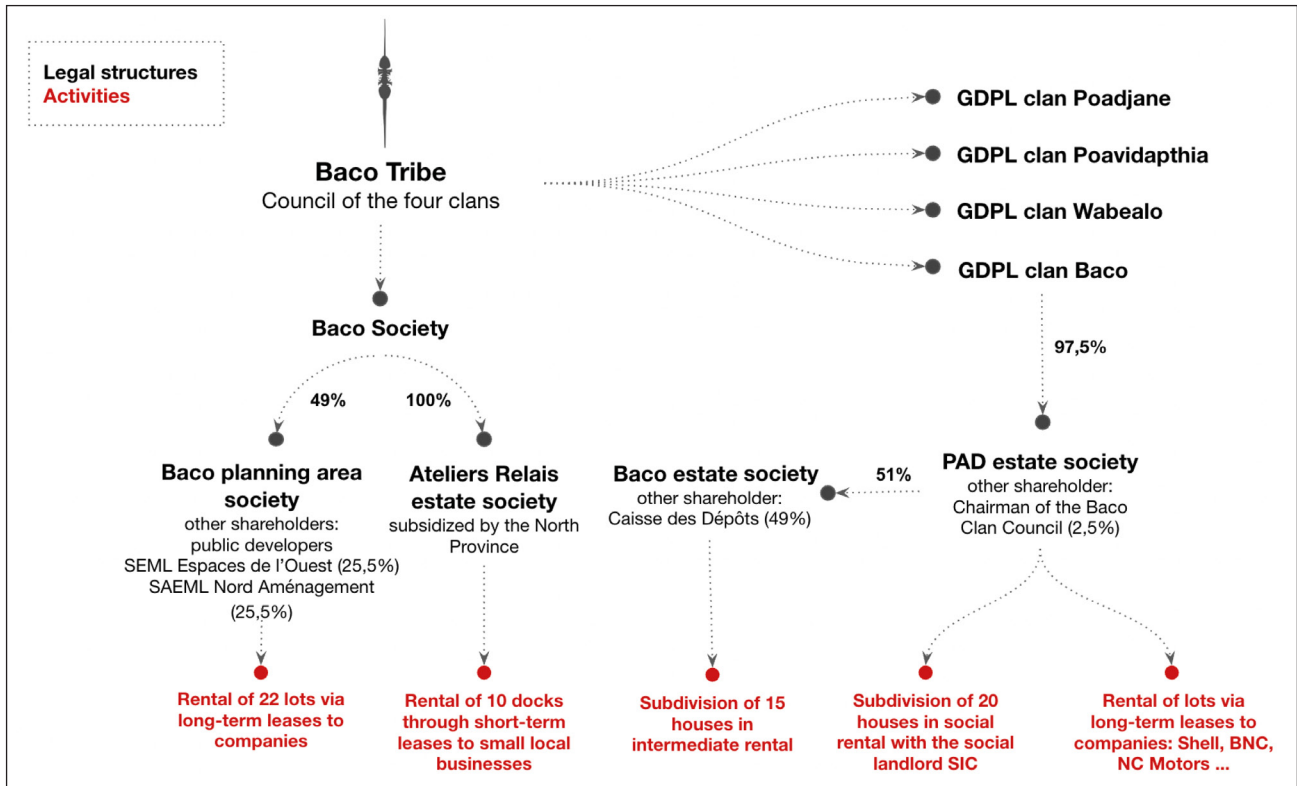 Legal structures
Activities
Baco Tribe
Council of the four clans
GDPL clan Poadjane
GDPL clan Poavidapthia
GDPL clan Wabealo
GDPL clan Baco
97,5%
Baco Society
49%
100%
Baco planning area
society
other shareholders:
public developers
SEML Espaces de l’Ouest (25,5%)
SAEML Nord Aménagement
(25,5%)
Ateliers Relais
estate society
subsidized by the North
Province
Baco estate society
other shareholder:
Caisse des Dépôts (49%)
51%
PAD estate society
other shareholder:
Chairman of the Baco
Clan Council (2,5%)
Rental of 22 lots via
long-term leases to
companies
Rental of 10 docks
through short-term
leases to small local
businesses
Subdivision of 15
houses in
intermediate rental
Subdivision of 20
houses in social
rental with the social
landlord SIC
Rental of lots via
long-term leases to
companies: Shell, BNC,
NC Motors ...